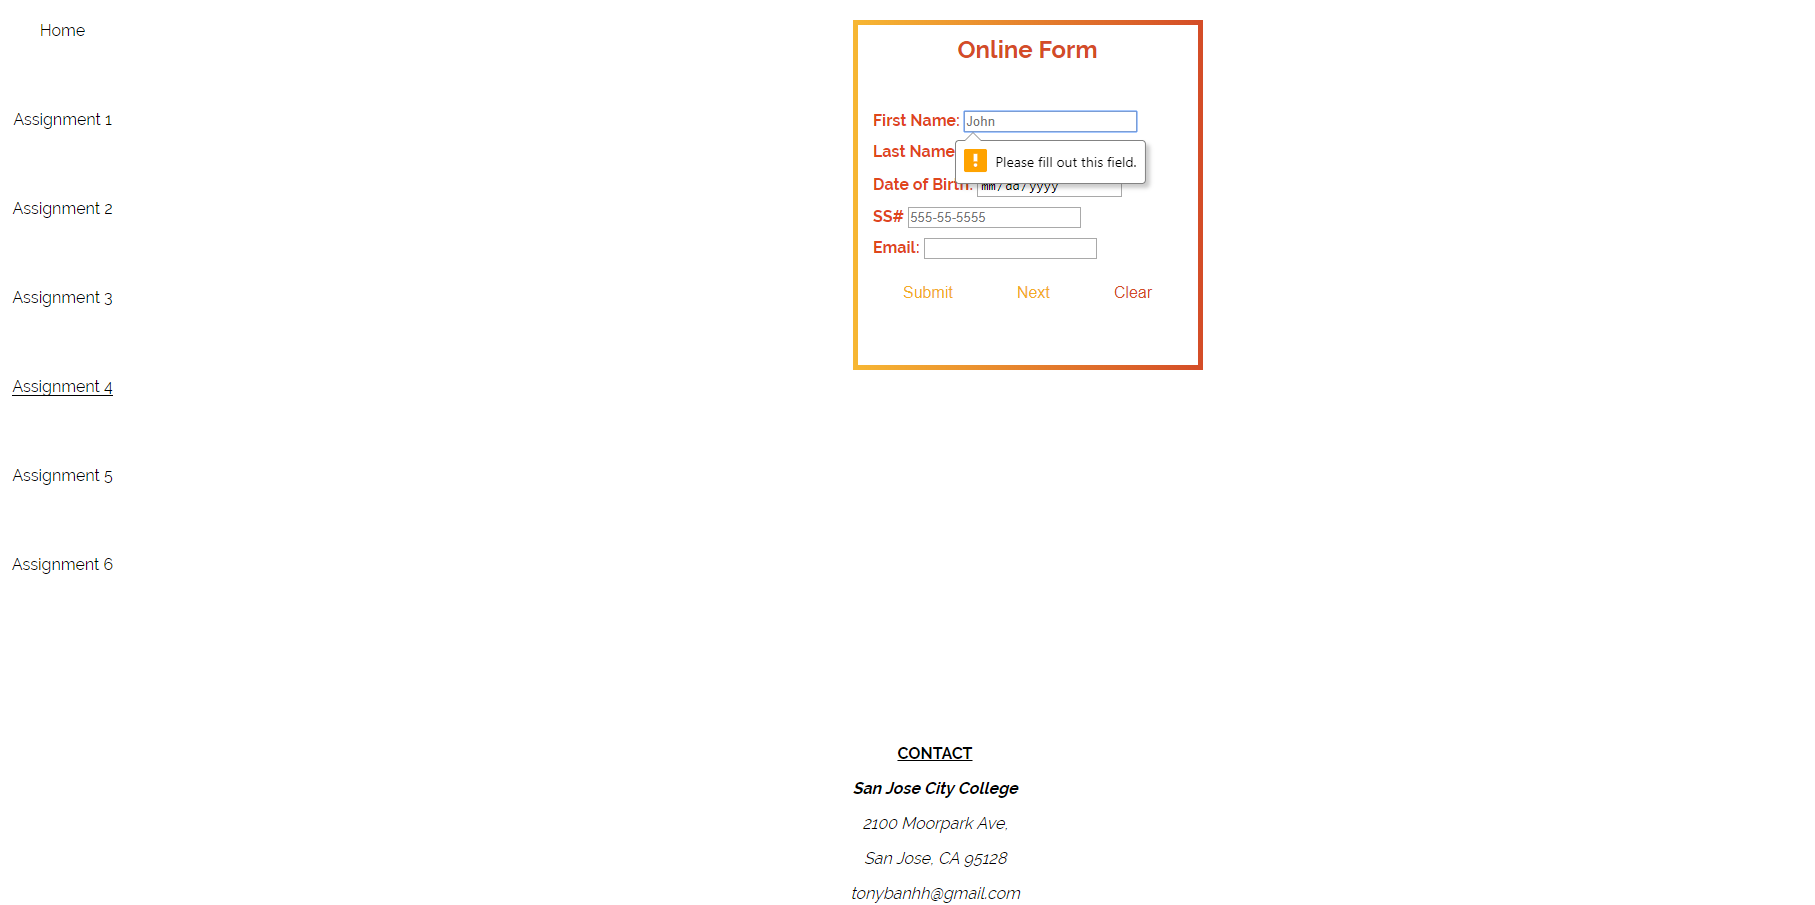 Home
Assignment 1
Assignment 2
Assignment 3
Assignment 4
Assignment 5
Assignment 6
Online Form
First Name: John
Last Name
Please fill out this field.
Date of Birth: mm/dd/yyyy
SS# 555-55-5555
Email:
Submit Next Clear
CONTACT
San Jose City College
2100 Moorpark Ave,
San Jose, CA 95128
tonybanhh@gmail.com